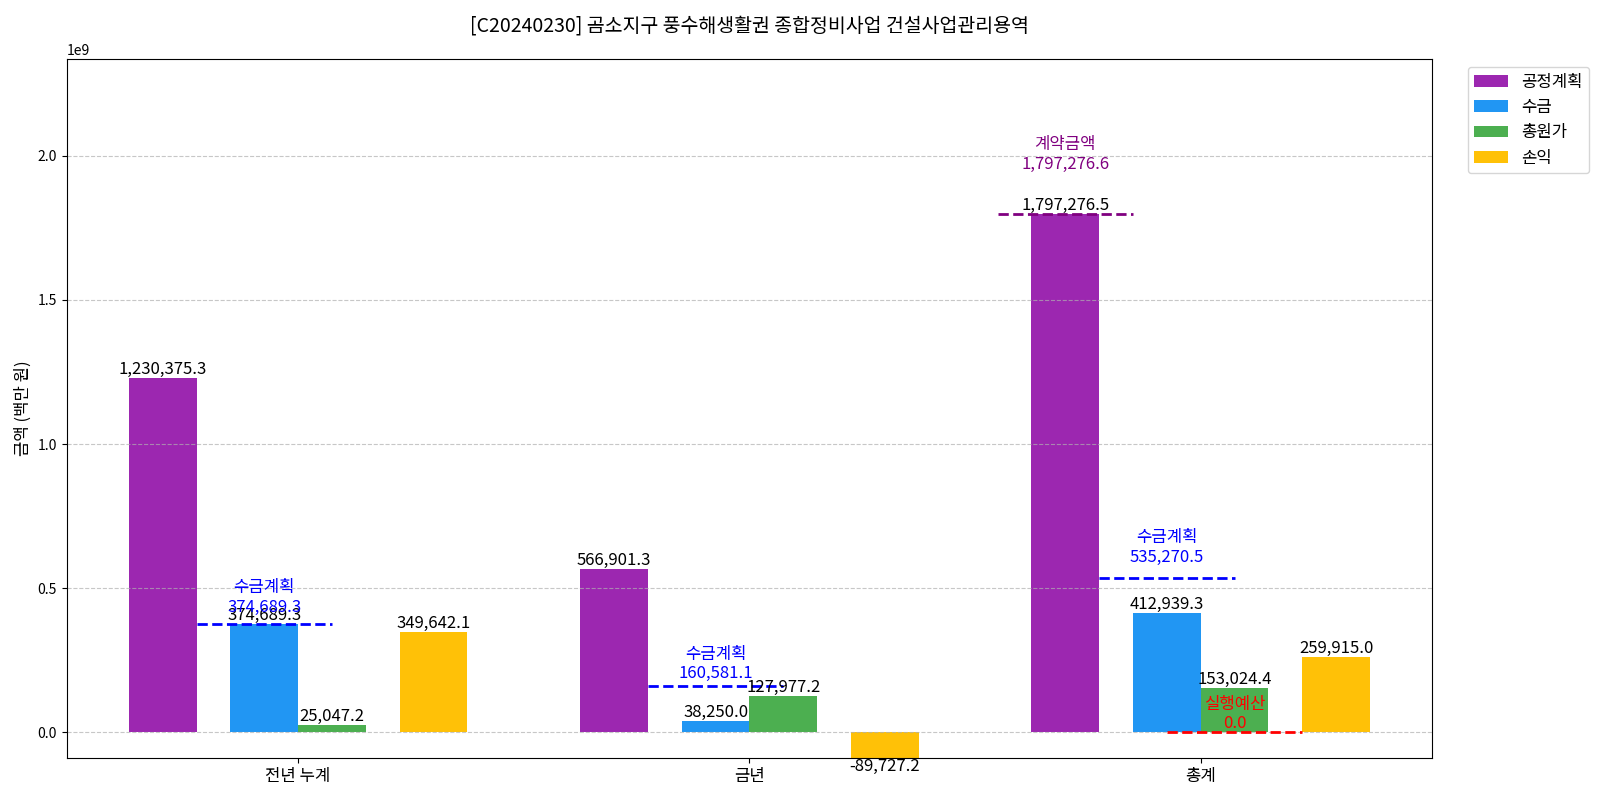 [C20240230] 곰소지구 풍수해생활권 종합정비사업 건설사업관리용역
1e9
금액 (백만 원)
2.0
1.5
1.0
0.5
0.0
1,230,375.3
수금계획
374,689.3
374,689.3
25,047.2
349,642.1
566,901.3
수금계획
160,581.1
38,250.0
127,977.2
-89,727.2
계약금액
1,797,276.6
1,797,276.5
수금계획
535,270.5
412,939.3
153,024.4
실행예산
0.0
259,915.0
전년 누계
금년
총계
공정계획
수금
총원가
손익